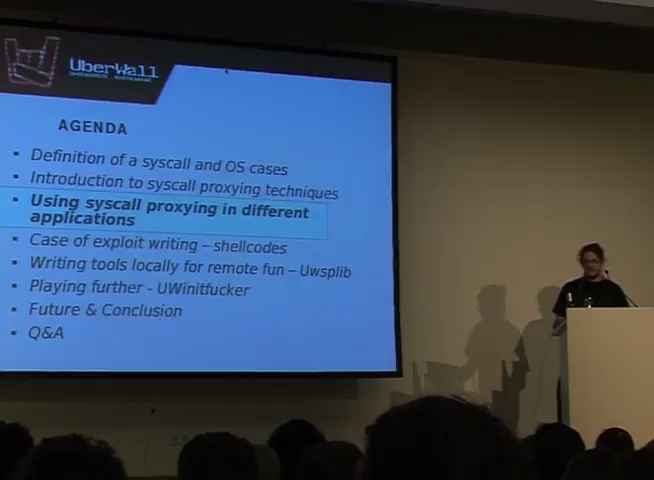 UberWall
AGENDA
▪ Definition of a syscall and OS cases
▪ Introduction to syscall proxying techniques
▪ Using syscall proxying in different
applications
▪ Case of exploit writing – shellcodes
▪ Writing tools locally for remote fun – Uwsplib
▪ Playing further - UWinitfucker
▪ Future & Conclusion
▪ Q&A